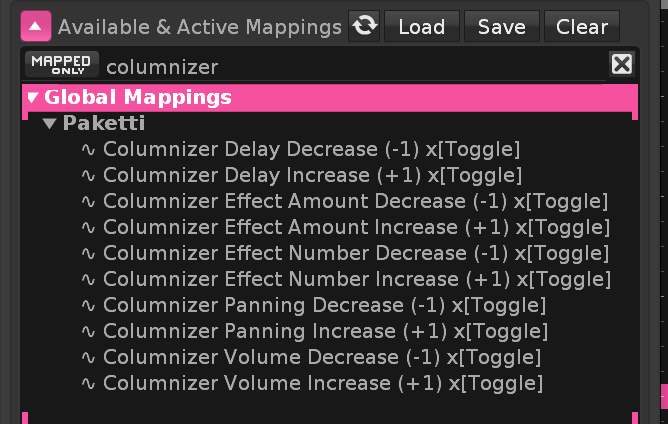 Available & Active Mappings Load Save Clear
MAPPED ONLY columnizer
Global Mappings
Paketti
Columnizer Delay Decrease (-1) x[Toggle]
Columnizer Delay Increase (+1) x[Toggle]
Columnizer Effect Amount Decrease (-1) x[Toggle]
Columnizer Effect Amount Increase (+1) x[Toggle]
Columnizer Effect Number Decrease (-1) x[Toggle]
Columnizer Effect Number Increase (+1) x[Toggle]
Columnizer Panning Decrease (-1) x[Toggle]
Columnizer Panning Increase (+1) x[Toggle]
Columnizer Volume Decrease (-1) x[Toggle]
Columnizer Volume Increase (+1) x[Toggle]